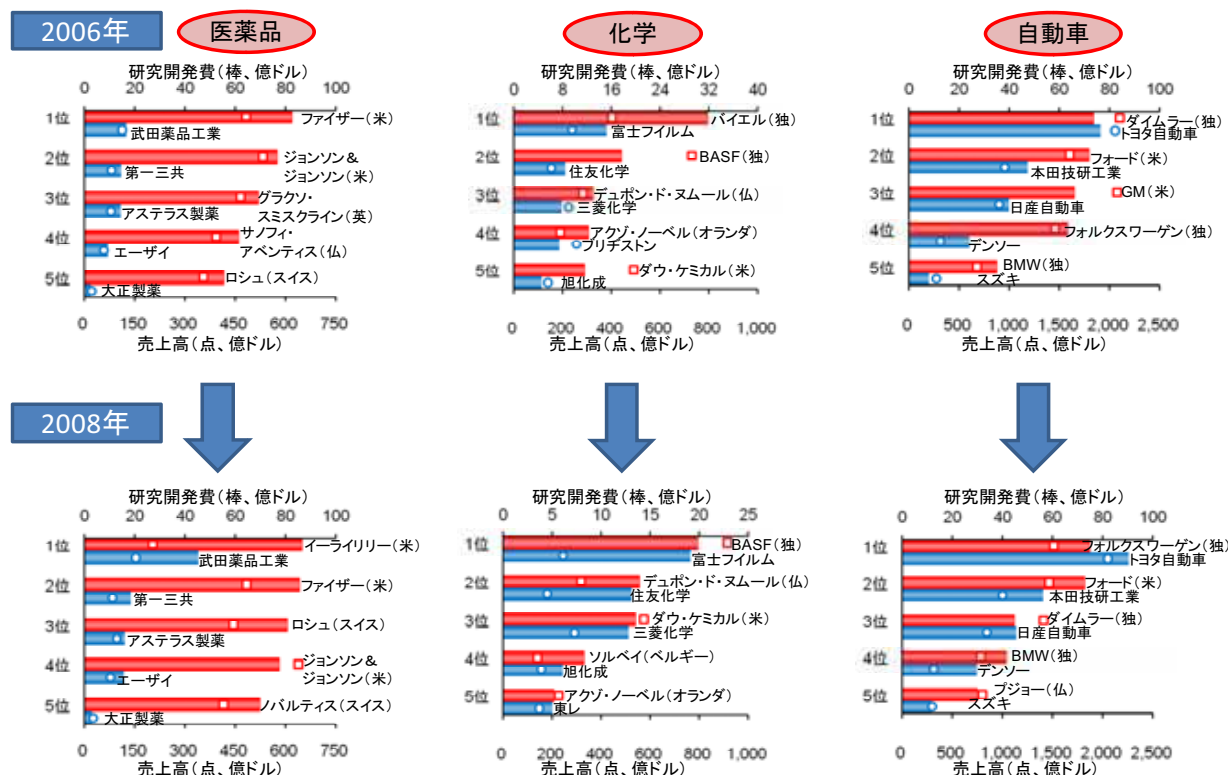 2006年
医薬品
化学
自動車
研究開発費(棒、億ドル)
0 20 40 60 80 100
1位
ファイザー(米)
武田薬品工業
2位
ジョンソン&
ジョンソン(米)
第一三共
3位
グラクソ・
スミスクライン(英)
アステラス製薬
4位
サノフィ・
アベンティス(仏)
エーザイ
5位
ロシュ(スイス)
大正製薬
0 150 300 450 600 750
売上高(点、億ドル)
研究開発費(棒、億ドル)
0 8 16 24 32 40
1位
バイエル(独)
富士フイルム
2位
BASF(独)
住友化学
3位
デュポン・ド・ヌムール(仏)
三菱化学
4位
アクゾ・ノーベル(オランダ)
ブリヂストン
5位
ダウ・ケミカル(米)
旭化成
0 200 400 600 800 1,000
売上高(点、億ドル)
研究開発費(棒、億ドル)
0 20 40 60 80 100
1位
ダイムラー(独)
トヨタ自動車
2位
フォード(米)
本田技研工業
3位
GM(米)
日産自動車
4位
フォルクスワーゲン(独)
デンソー
5位
BMW(独)
スズキ
0 500 1,000 1,500 2,000 2,500
売上高(点、億ドル)
2008年
研究開発費(棒、億ドル)
0 20 40 60 80 100
1位
イーライリリー(米)
武田薬品工業
2位
ファイザー(米)
第一三共
3位
ロシュ(スイス)
アステラス製薬
4位
ジョンソン&
ジョンソン(米)
エーザイ
5位
ノバルティス(スイス)
大正製薬
0 150 300 450 600 750
売上高(点、億ドル)
研究開発費(棒、億ドル)
0 5 10 15 20 25
1位
BASF(独)
富士フイルム
2位
デュポン・ド・ヌムール(仏)
住友化学
3位
ダウ・ケミカル(米)
三菱化学
4位
ソルベイ(ベルギー)
旭化成
5位
アクゾ・ノーベル(オランダ)
東レ
0 200 400 600 800 1,000
売上高(点、億ドル)
研究開発費(棒、億ドル)
0 20 40 60 80 100
1位
フォルクスワーゲン(独)
トヨタ自動車
2位
フォード(米)
本田技研工業
3位
ダイムラー(独)
日産自動車
4位
BMW(独)
デンソー
5位
プジョー(仏)
スズキ
0 500 1,000 1,500 2,000 2,500
売上高(点、億ドル)